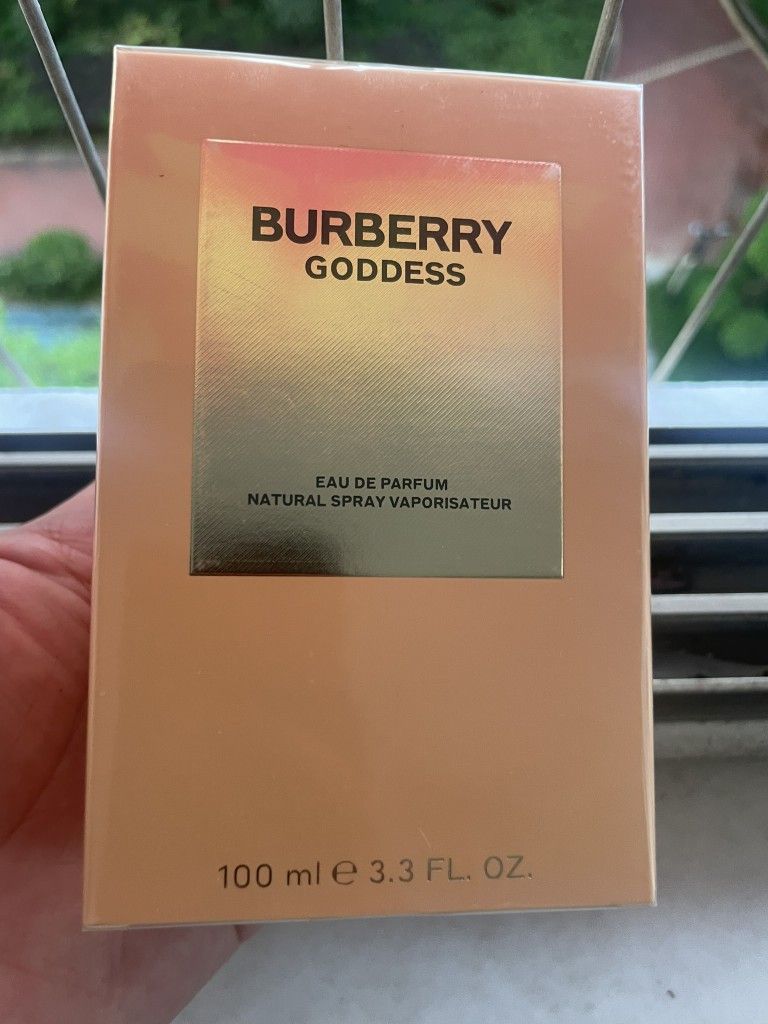 BURBERRY
GODDESS
EAU DE PARFUM
NATURAL SPRAY VAPORISATEUR
100 ml ℮ 3.3 FL. OZ.